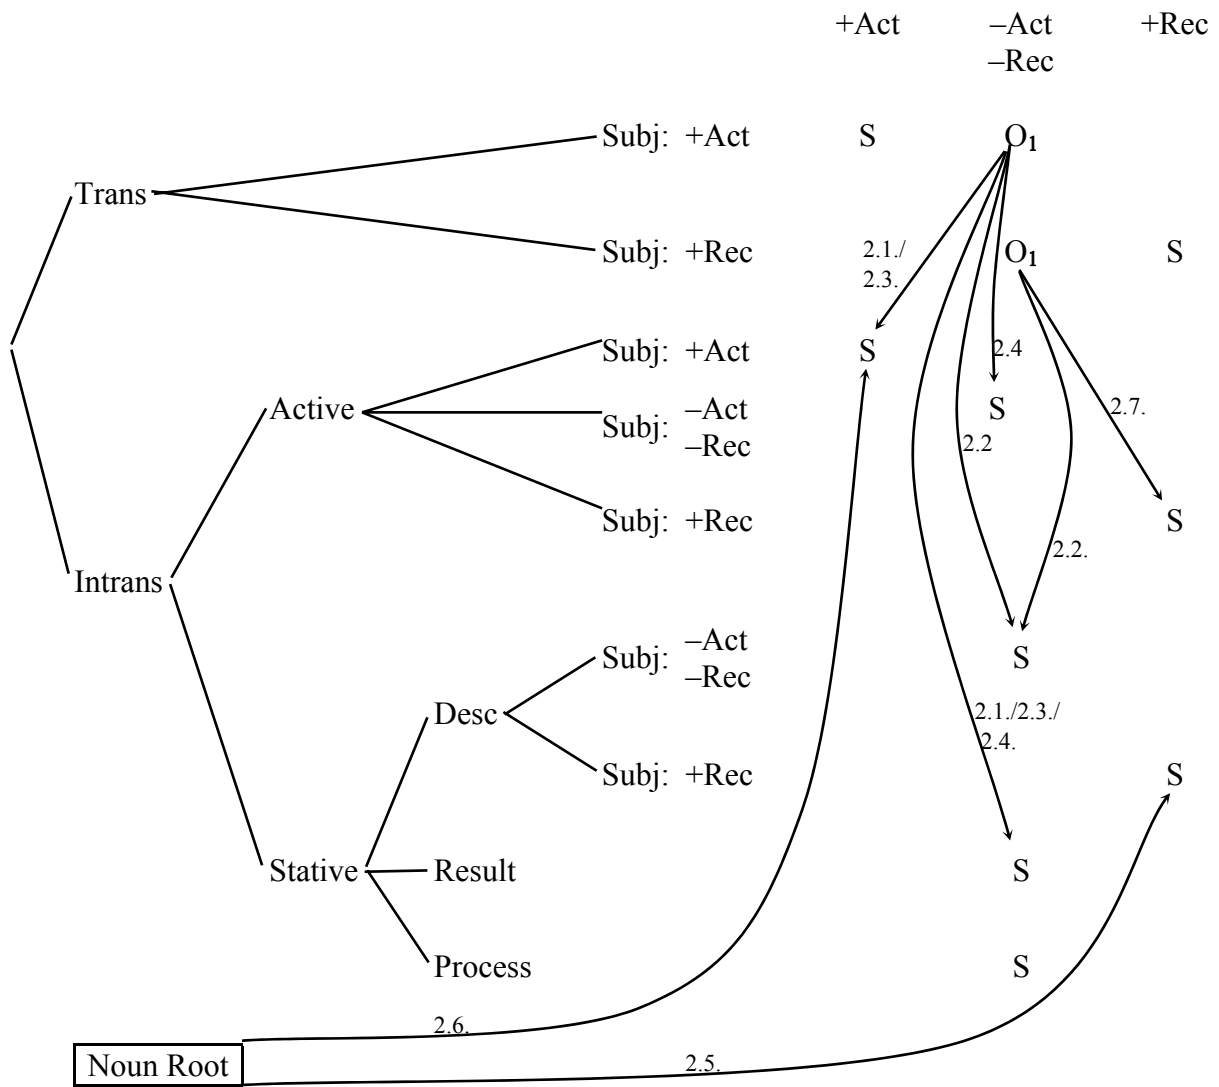 +Act –Act +Rec
–Rec
Subj: +Act S O₁
Trans
Subj: +Rec 2.1./ O₁ S
2.3.
Subj: +Act S 2.4
Active –Act S 2.7.
Subj:
–Rec 2.2
Subj: +Rec S
2.2.
Intrans
–Act
Subj: S
–Rec
Desc 2.1./2.3./
2.4.
Subj: +Rec S
Stative Result S
Process S
2.6.
Noun Root 2.5.